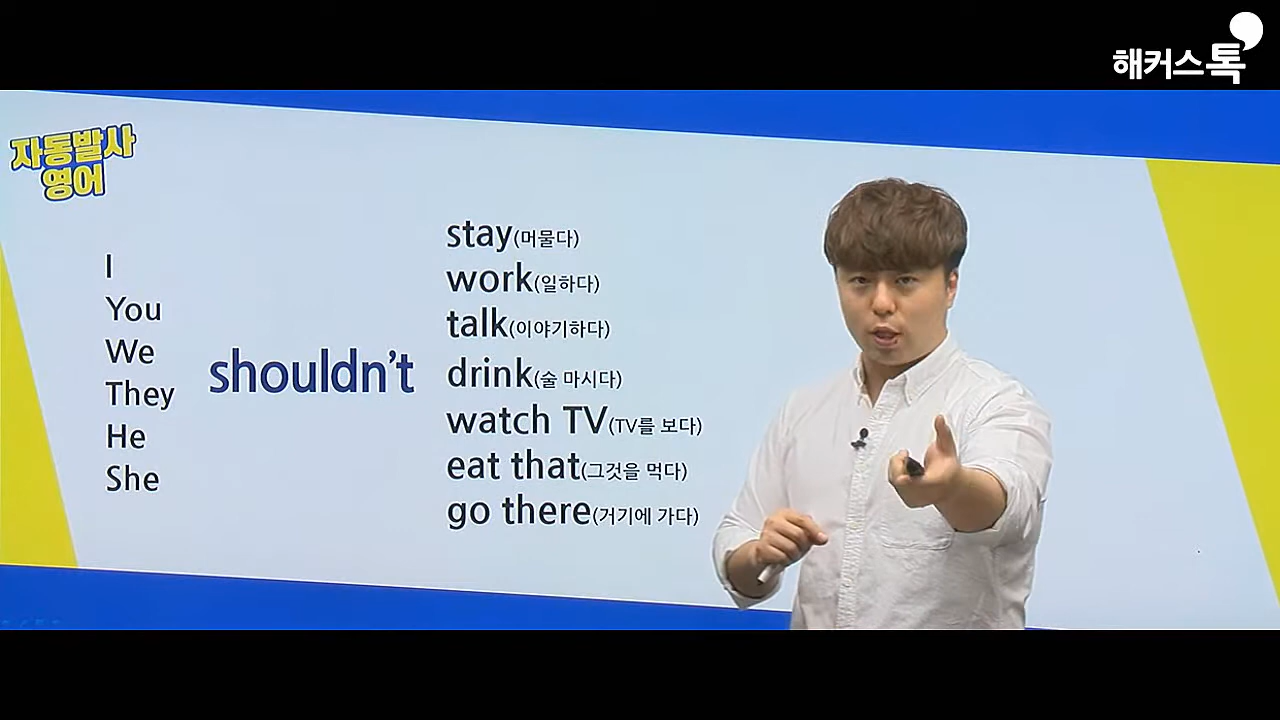 해커스톡
자동발사
영어
I
You
We
They
He
She
shouldn't
stay(머물다)
work(일하다)
talk(이야기하다)
drink(술 마시다)
watch TV(TV를 보다)
eat that(그것을 먹다)
go there(거기에 가다)